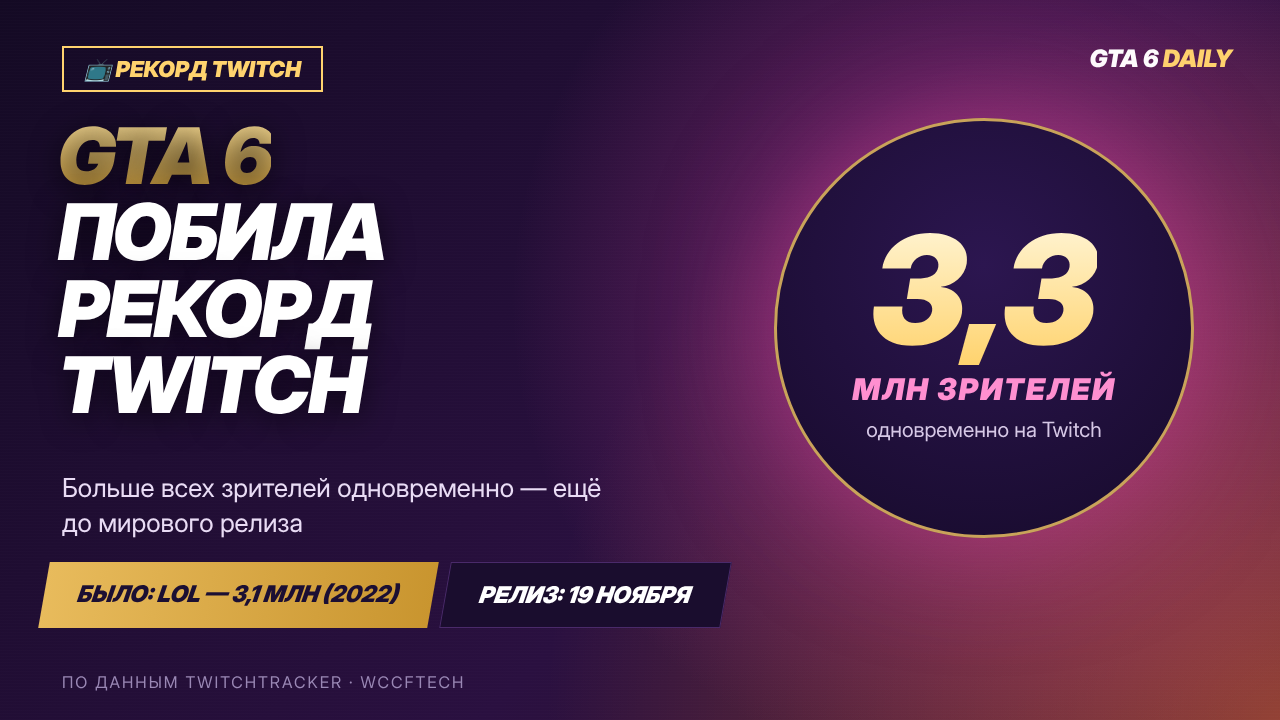 📺 РЕКОРД TWITCH
GTA 6 DAILY
GTA 6
ПОБИЛА
РЕКОРД
TWITCH
3,3
МЛН ЗРИТЕЛЕЙ
одновременно на Twitch
Больше всех зрителей одновременно — ещё
до мирового релиза
БЫЛО: LOL — 3,1 МЛН (2022)
РЕЛИЗ: 19 НОЯБРЯ
ПО ДАННЫМ TWITCHTRACKER · WCCFTECH